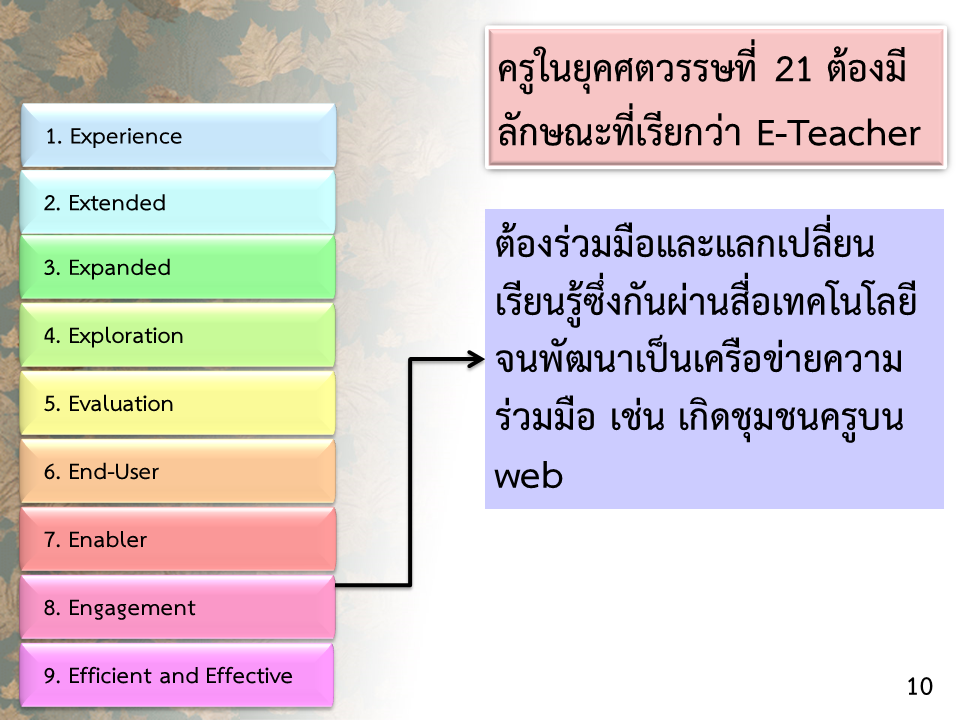 ครูในยุคศตวรรษที่ 21 ต้องมี
ลักษณะที่เรียกว่า E-Teacher
1. Experience
2. Extended
3. Expanded
4. Exploration
5. Evaluation
6. End-User
7. Enabler
8. Engagement
9. Efficient and Effective
ต้องร่วมมือและแลกเปลี่ยน
เรียนรู้ซึ่งกันผ่านสื่อเทคโนโลยี
จนพัฒนาเป็นเครือข่ายความ
ร่วมมือ เช่น เกิดชุมชนครูบน
web
10